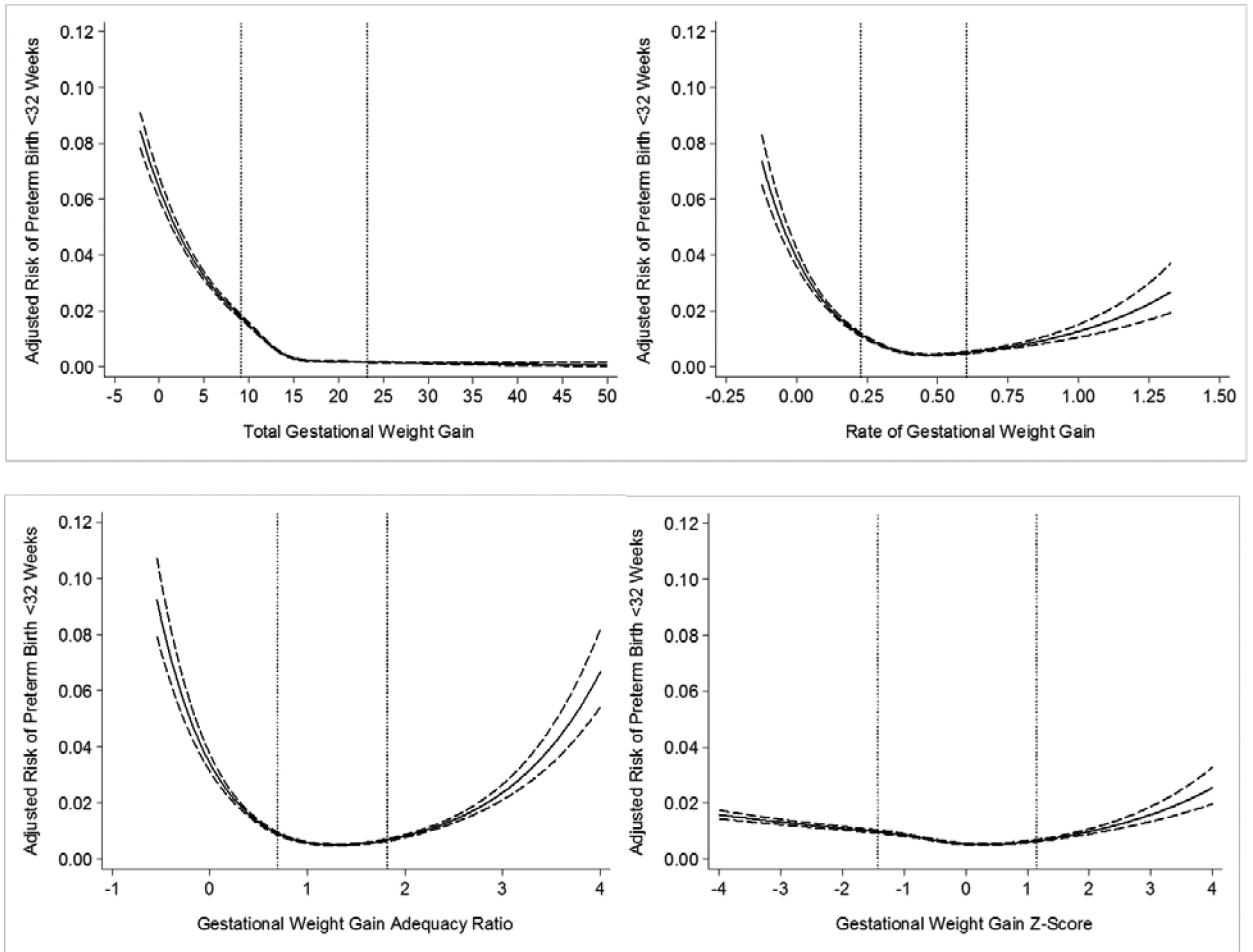 Adjusted Risk of Preterm Birth <32 Weeks
0.12
0.10
0.08
0.06
0.04
0.02
0.00
-5 0 5 10 15 20 25 30 35 40 45 50
Total Gestational Weight Gain
Adjusted Risk of Preterm Birth <32 Weeks
0.12
0.10
0.08
0.06
0.04
0.02
0.00
-0.25 0.00 0.25 0.50 0.75 1.00 1.25 1.50
Rate of Gestational Weight Gain
Adjusted Risk of Preterm Birth <32 Weeks
0.12
0.10
0.08
0.06
0.04
0.02
0.00
-1 0 1 2 3 4
Gestational Weight Gain Adequacy Ratio
Adjusted Risk of Preterm Birth <32 Weeks
0.12
0.10
0.08
0.06
0.04
0.02
0.00
-4 -3 -2 -1 0 1 2 3 4
Gestational Weight Gain Z-Score